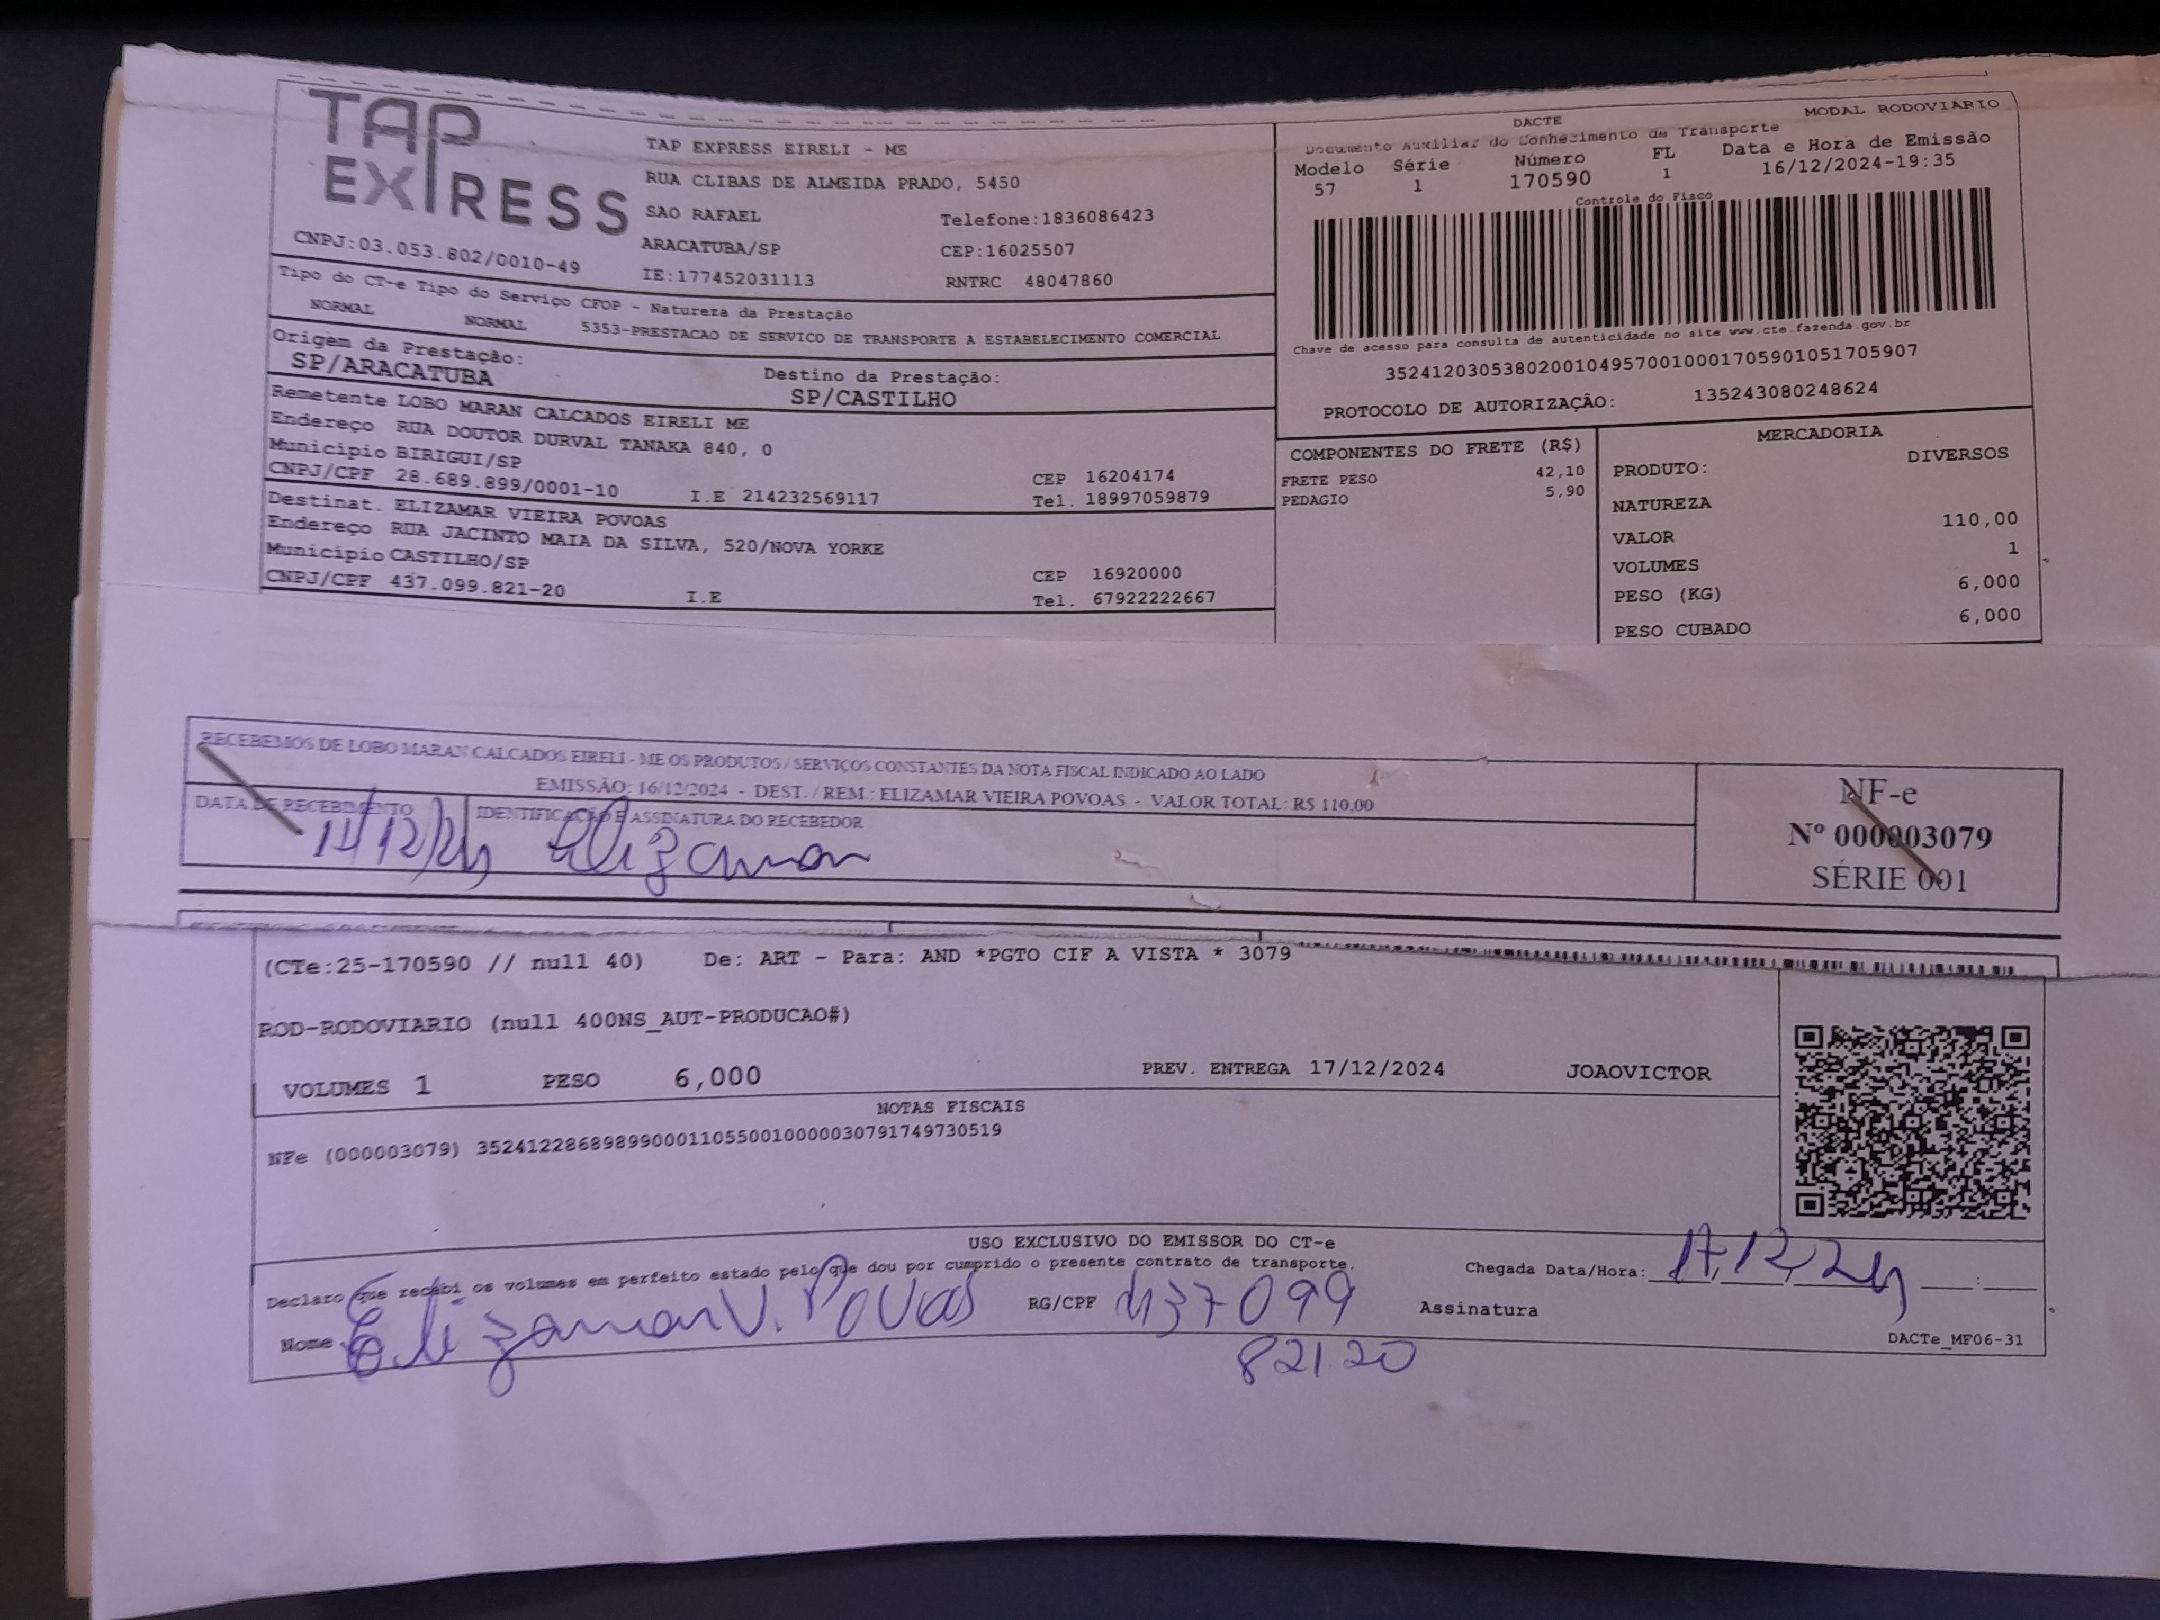 TAP EXPRESS
CNPJ:03.053.802/0010-49
TAP EXPRESS EIRELI - ME
RUA CLIBAS DE ALMEIDA PRADO, 5450
SAO RAFAEL Telefone:1836086423
ARACATUBA/SP CEP:16025507
IE:177452031113 RNTRC 48047860
DACTE MODAL RODOVIARIO
Documento Auxiliar do Conhecimento de Transporte
Modelo Série Número FL Data e Hora de Emissão
57 1 170590 1 16/12/2024-19:35
Controle do Fisco
Chave de acesso para consulta de autenticidade no site www.cte.fazenda.gov.br
35241203053802001049570010001705901051705907
PROTOCOLO DE AUTORIZAÇÃO: 135243080248624
Tipo do CT-e Tipo do Serviço CFOP - Natureza da Prestação
NORMAL NORMAL 5353-PRESTACAO DE SERVICO DE TRANSPORTE A ESTABELECIMENTO COMERCIAL
Origem da Prestação: Destino da Prestação:
SP/ARACATUBA SP/CASTILHO
Remetente LOBO MARAN CALCADOS EIRELI ME
Endereço RUA DOUTOR DURVAL TANAKA 840, 0
Município BIRIGUI/SP CEP 16204174
CNPJ/CPF 28.689.899/0001-10 I.E 214232569117 Tel. 18997059879
Destinat. ELIZAMAR VIEIRA POVOAS
Endereço RUA JACINTO MAIA DA SILVA, 520/NOVA YORKE
Município CASTILHO/SP CEP 16920000
CNPJ/CPF 437.099.821-20 I.E Tel. 67922222667
COMPONENTES DO FRETE (R$)
FRETE PESO 42,10
PEDAGIO 5,90
MERCADORIA
PRODUTO: DIVERSOS
NATUREZA
VALOR 110,00
VOLUMES 1
PESO (KG) 6,000
PESO CUBADO 6,000
RECEBEMOS DE LOBO MARAN CALCADOS EIRELI - ME OS PRODUTOS / SERVIÇOS CONSTANTES DA NOTA FISCAL INDICADO AO LADO
EMISSÃO: 16/12/2024 - DEST. / REM.: ELIZAMAR VIEIRA POVOAS - VALOR TOTAL: R$ 110,00
DATA DE RECEBIMENTO IDENTIFICAÇÃO E ASSINATURA DO RECEBEDOR
/12/24 Elizamar
NF-e
Nº 000003079
SÉRIE 001
(CTe:25-170590 // null 40) De: ART - Para: AND *PGTO CIF A VISTA * 3079
ROD-RODOVIARIO (null 400NS_AUT-PRODUCAO#)
VOLUMES 1 PESO 6,000 PREV. ENTREGA 17/12/2024 JOAOVICTOR
NOTAS FISCAIS
NFe (000003079) 35241228689899000110550010000030791749730519
USO EXCLUSIVO DO EMISSOR DO CT-e
Declaro que recebi os volumes em perfeito estado pelo que dou por cumprido o presente contrato de transporte.
Chegada Data/Hora: 17,12,24 :
Nome Elizamar V. Povoas RG/CPF 437099 Assinatura
82120
DACTe_MF06-31